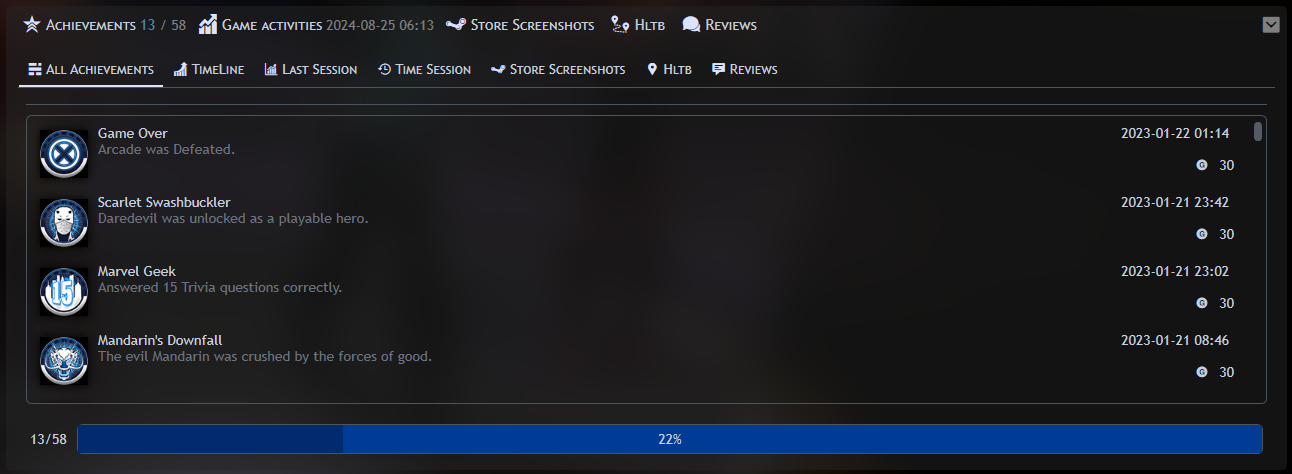 Achievements 13 / 58 Game activities 2024-08-25 06:13 Store Screenshots Hltb Reviews
All Achievements TimeLine Last Session Time Session Store Screenshots Hltb Reviews
Game Over 2023-01-22 01:14
Arcade was Defeated.
G 30
Scarlet Swashbuckler 2023-01-21 23:42
Daredevil was unlocked as a playable hero.
G 30
15
Marvel Geek 2023-01-21 23:02
Answered 15 Trivia questions correctly.
G 30
Mandarin's Downfall 2023-01-21 08:46
The evil Mandarin was crushed by the forces of good.
G 30
13/58 22%